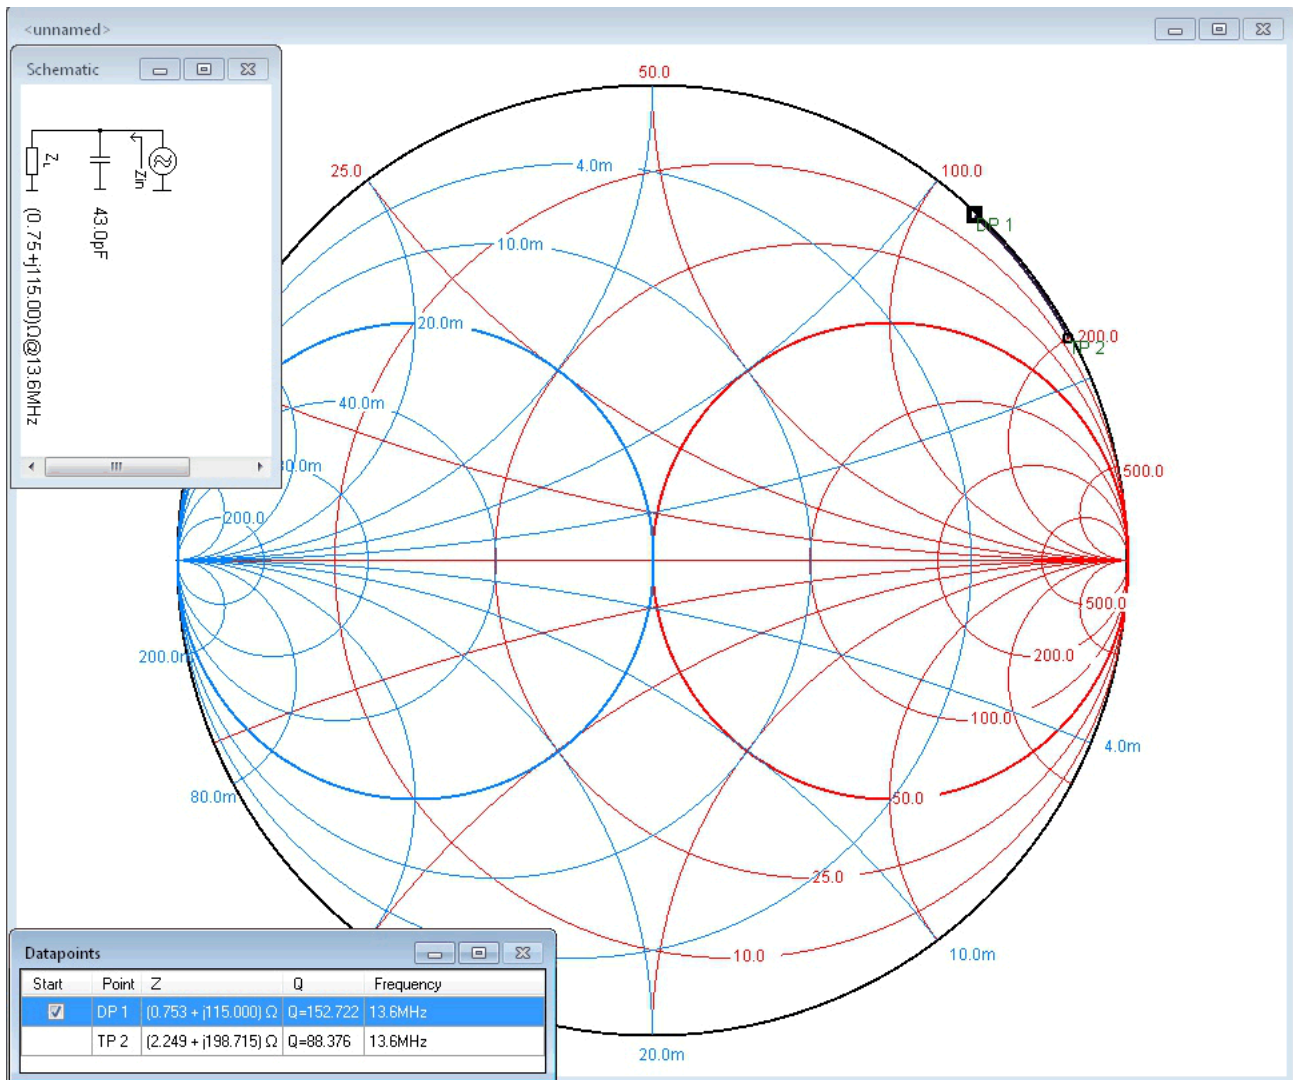 <unnamed>
Schematic
Zin
ZL
43.0pF
(0.75+j115.00)Ω@13.6MHz
50.0
25.0
100.0
4.0m
DP 1
10.0m
20.0m
200.0
TP 2
40.0m
500.0
200.0
500.0
200.0
100.0
4.0m
80.0m
50.0
25.0
10.0
10.0m
20.0m
Datapoints
Start Point Z Q Frequency
DP 1 (0.753 + j115.000) Ω Q=152.722 13.6MHz
TP 2 (2.249 + j198.715) Ω Q=88.376 13.6MHz